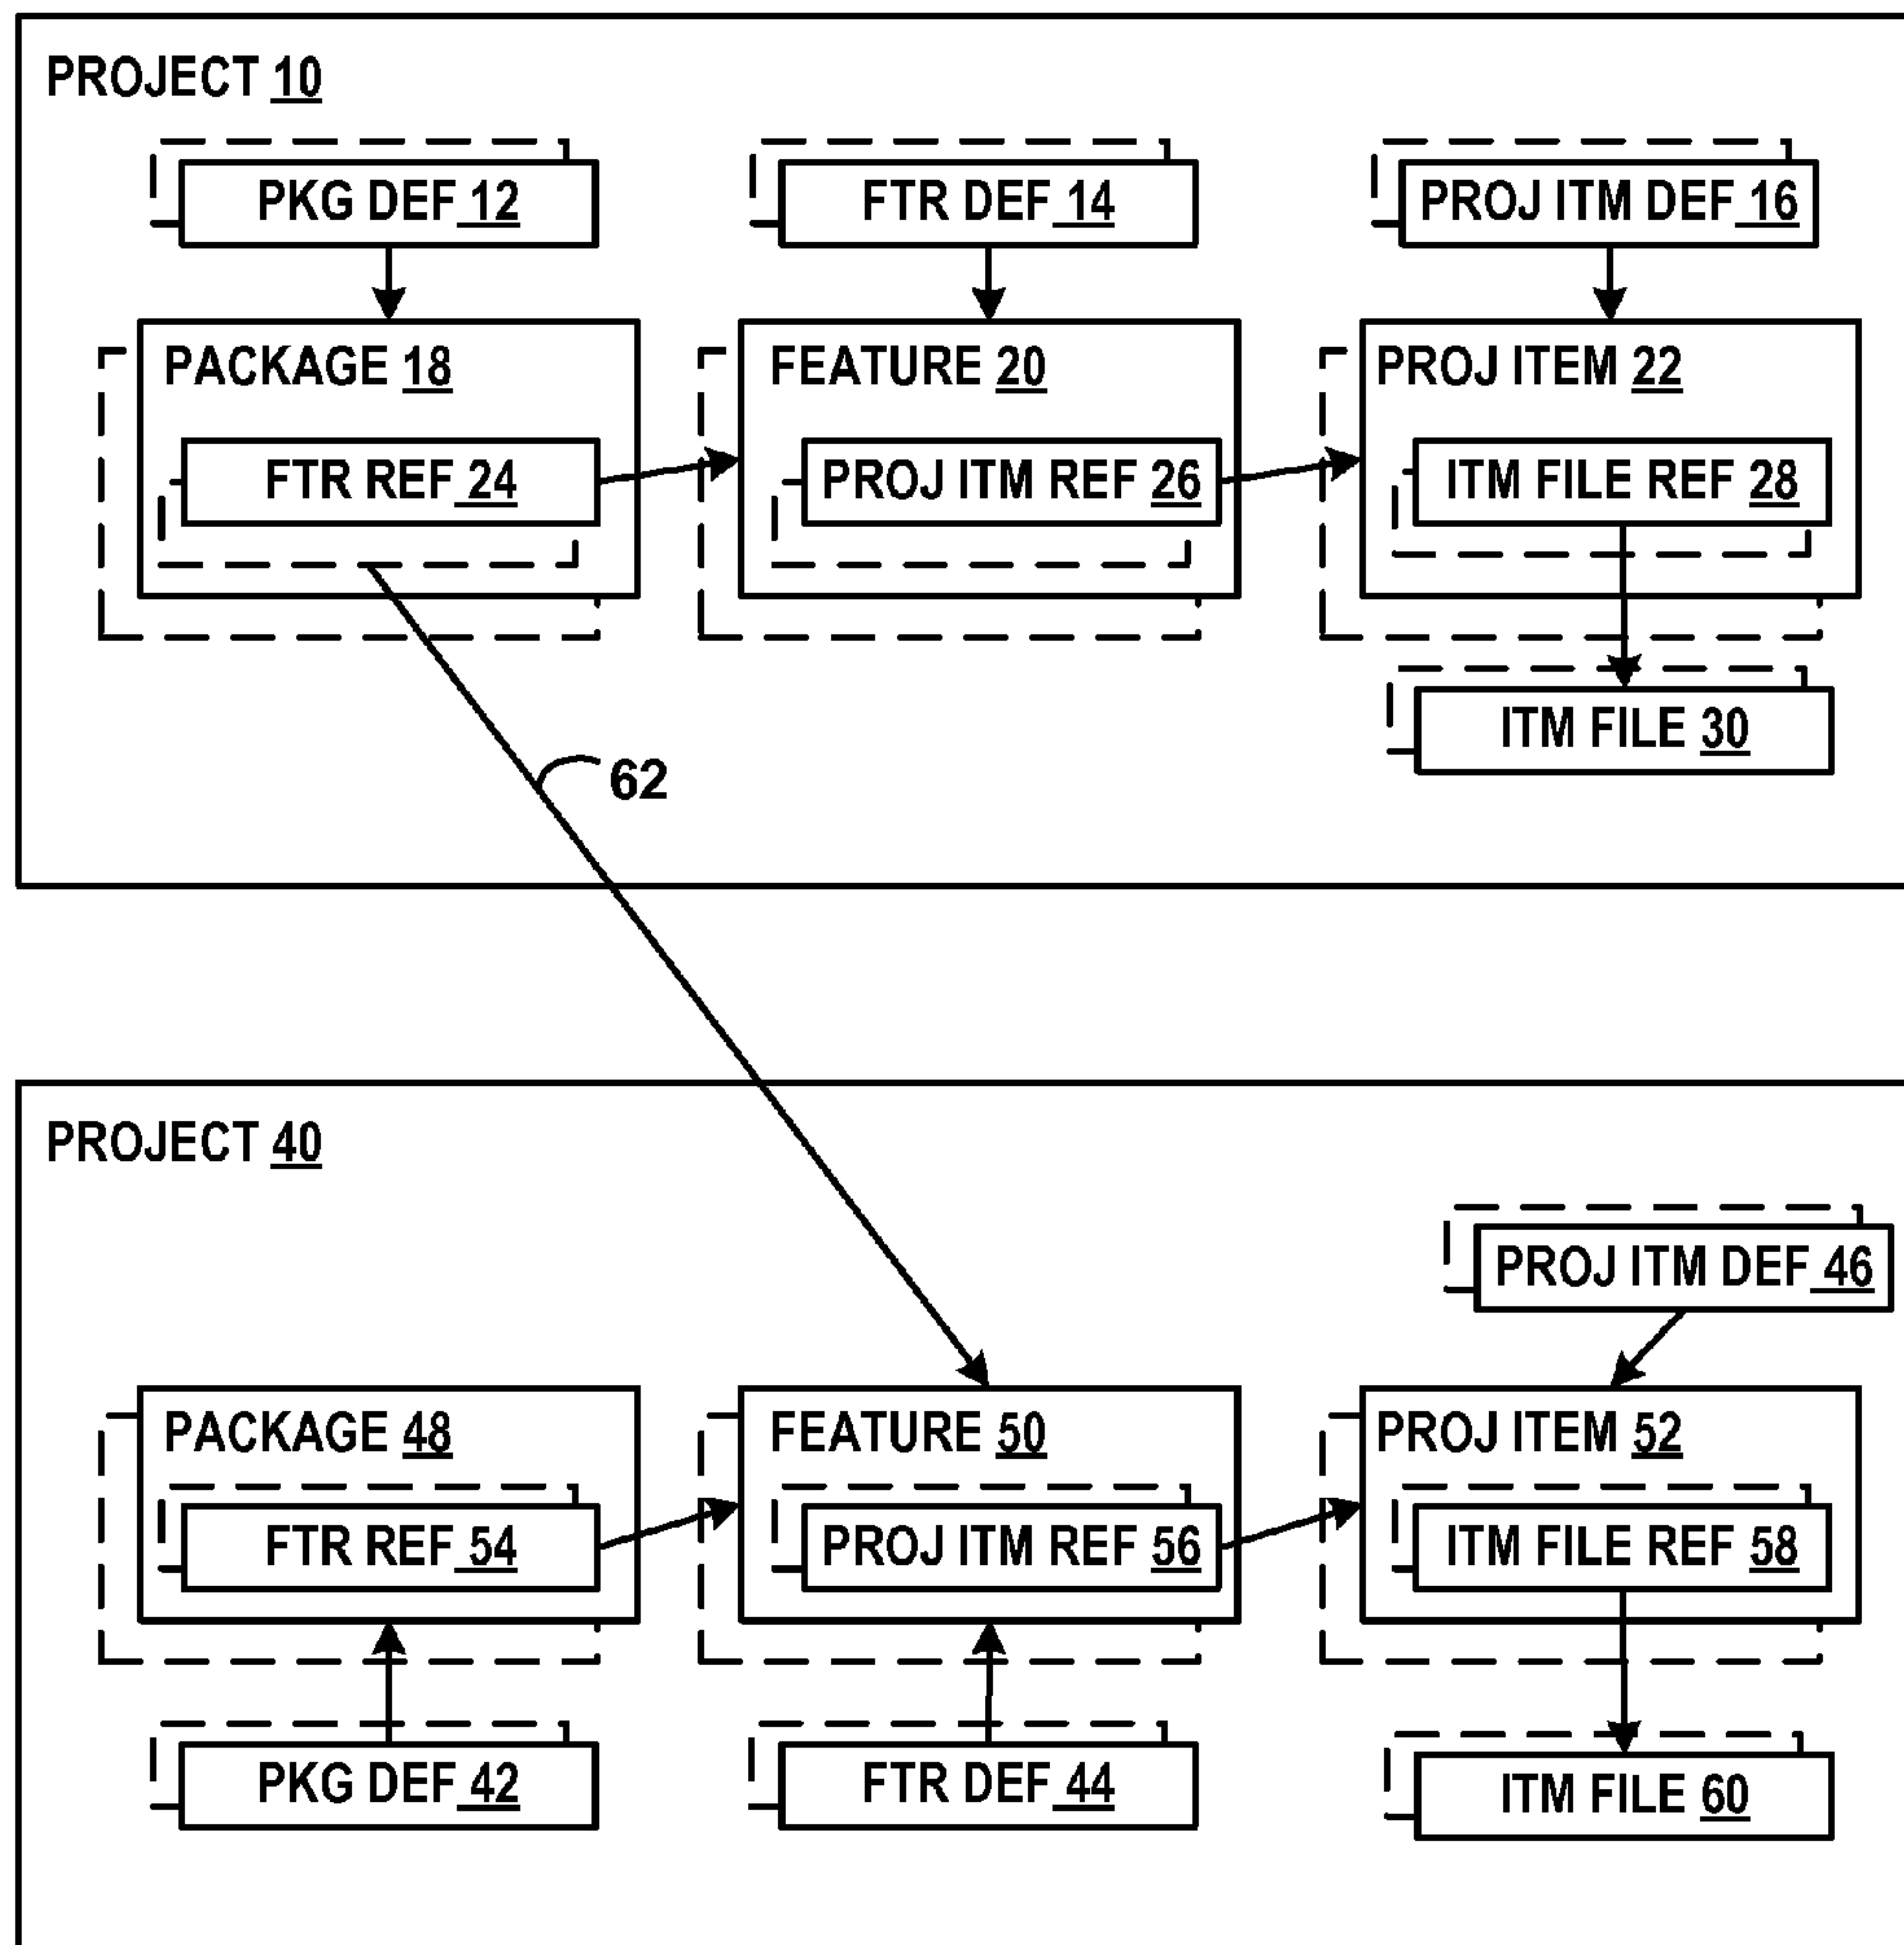 PROJECT 10
PKG DEF 12
FTR DEF 14
PROJ ITM DEF 16
PACKAGE 18
FEATURE 20
PROJ ITEM 22
FTR REF 24
PROJ ITM REF 26
ITM FILE REF 28
ITM FILE 30
62
PROJECT 40
PROJ ITM DEF 46
PACKAGE 48
FEATURE 50
PROJ ITEM 52
FTR REF 54
PROJ ITM REF 56
ITM FILE REF 58
PKG DEF 42
FTR DEF 44
ITM FILE 60